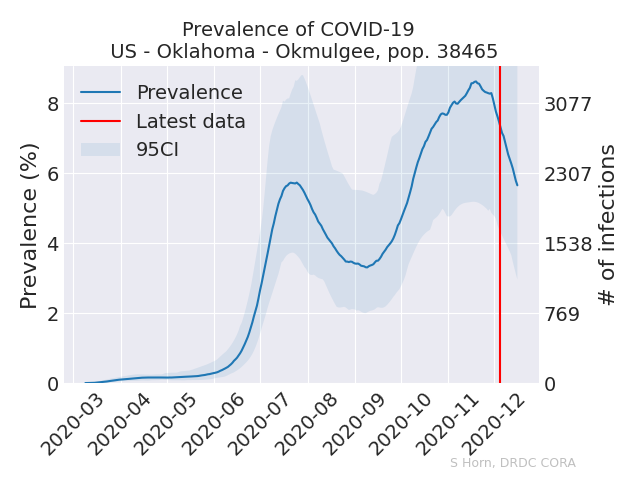 Prevalence of COVID-19
US - Oklahoma - Okmulgee, pop. 38465
Prevalence
Latest data
95CI
Prevalence (%)
8
6
4
2
0
3077
2307
1538
769
0
# of infections
2020-03
2020-04
2020-05
2020-06
2020-07
2020-08
2020-09
2020-10
2020-11
2020-12
S Horn, DRDC CORA